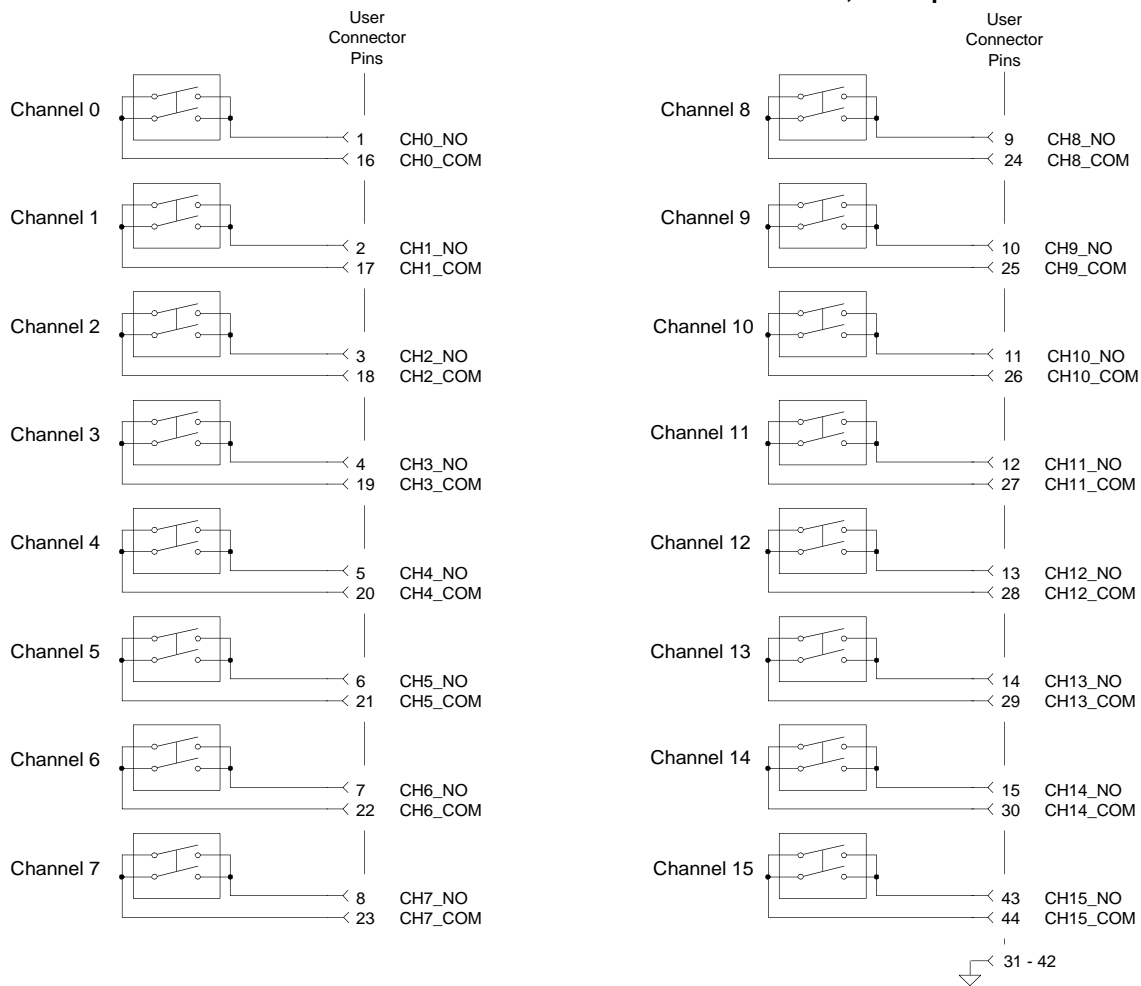 User
Connector
Pins
Channel 0
1 CH0_NO
16 CH0_COM
Channel 1
2 CH1_NO
17 CH1_COM
Channel 2
3 CH2_NO
18 CH2_COM
Channel 3
4 CH3_NO
19 CH3_COM
Channel 4
5 CH4_NO
20 CH4_COM
Channel 5
6 CH5_NO
21 CH5_COM
Channel 6
7 CH6_NO
22 CH6_COM
Channel 7
8 CH7_NO
23 CH7_COM
User
Connector
Pins
Channel 8
9 CH8_NO
24 CH8_COM
Channel 9
10 CH9_NO
25 CH9_COM
Channel 10
11 CH10_NO
26 CH10_COM
Channel 11
12 CH11_NO
27 CH11_COM
Channel 12
13 CH12_NO
28 CH12_COM
Channel 13
14 CH13_NO
29 CH13_COM
Channel 14
15 CH14_NO
30 CH14_COM
Channel 15
43 CH15_NO
44 CH15_COM
31 - 42